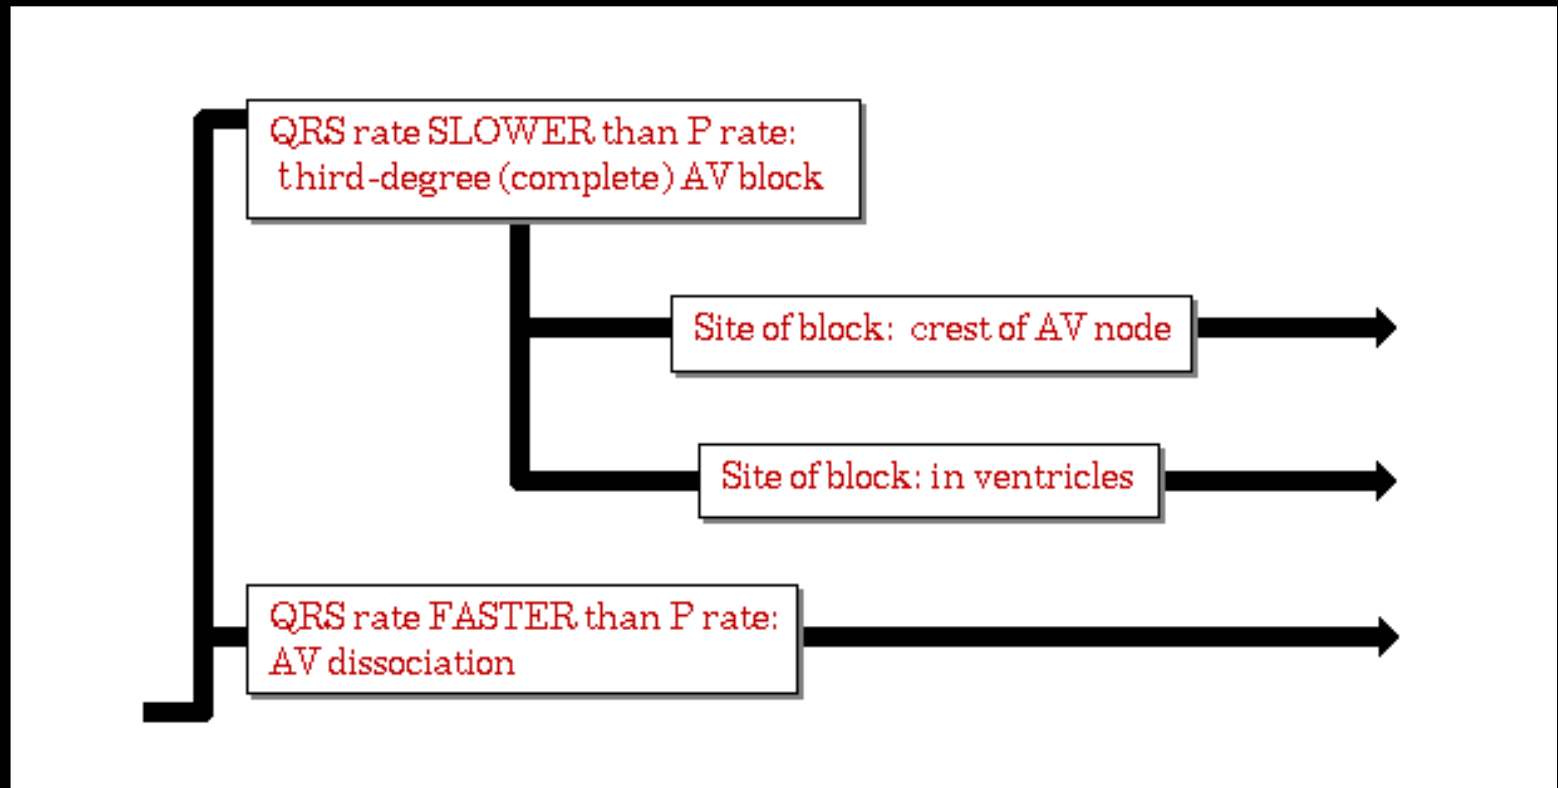 QRS rate SLOWER than P rate:
third-degree (complete) AV block
Site of block: crest of AV node
Site of block: in ventricles
QRS rate FASTER than P rate:
AV dissociation